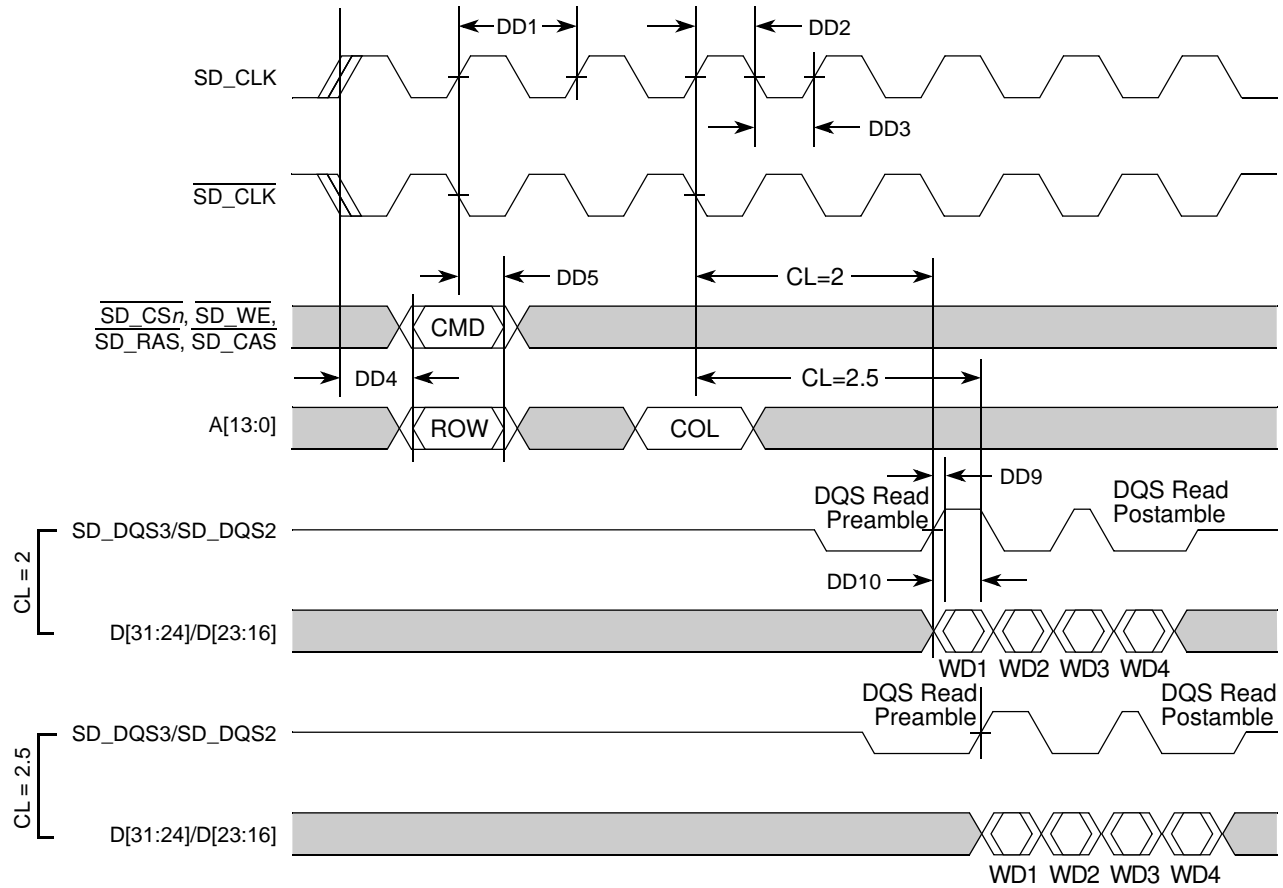 DD1
DD2
SD_CLK
DD3
SD_CLK
CL=2
DD5
SD_CSn, SD_WE,
SD_RAS, SD_CAS
CMD
DD4
CL=2.5
A[13:0]
ROW
COL
DD9
DQS Read
Preamble
DQS Read
Postamble
CL = 2
SD_DQS3/SD_DQS2
DD10
D[31:24]/D[23:16]
WD1 WD2 WD3 WD4
DQS Read
Preamble
DQS Read
Postamble
CL = 2.5
SD_DQS3/SD_DQS2
D[31:24]/D[23:16]
WD1 WD2 WD3 WD4